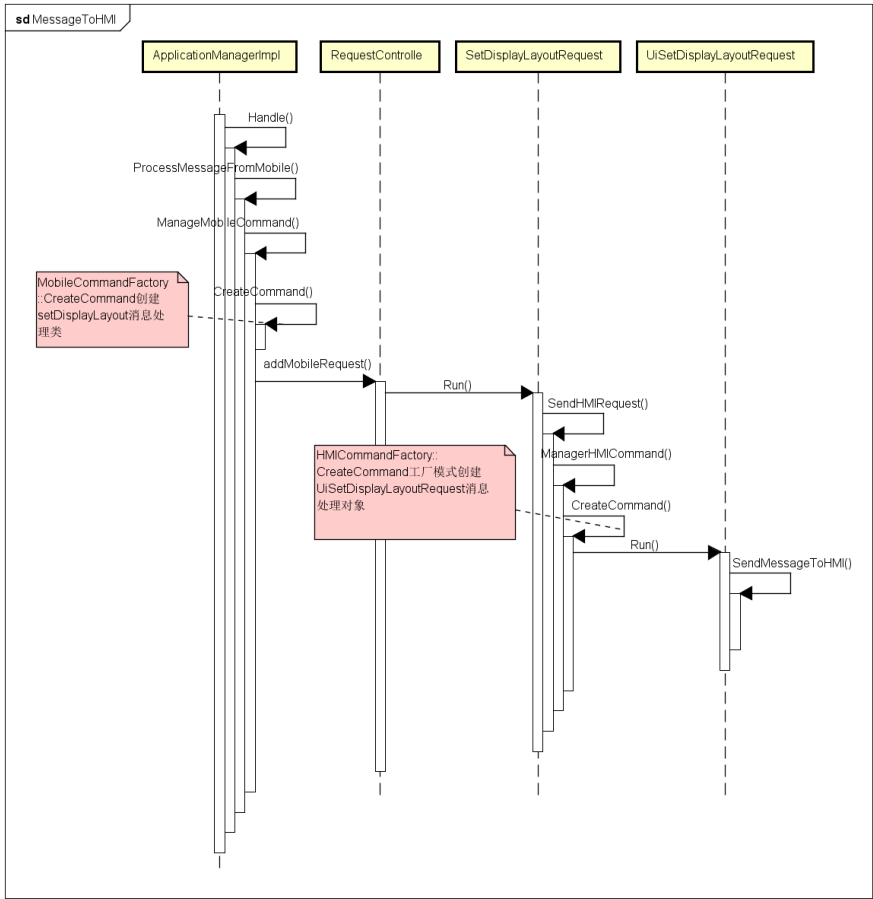 sd MessageToHMI
ApplicationManagerImpl
RequestControlle
SetDisplayLayoutRequest
UiSetDisplayLayoutRequest
Handle()
ProcessMessageFromMobile()
ManageMobileCommand()
MobileCommandFactory
::CreateCommand创建
setDisplayLayout消息处
理类
CreateCommand()
addMobileRequest()
Run()
SendHMIRequest()
HMICommandFactory::
CreateCommand工厂模式创建
UiSetDisplayLayoutRequest消息
处理对象
ManagerHMICommand()
CreateCommand()
Run()
SendMessageToHMI()